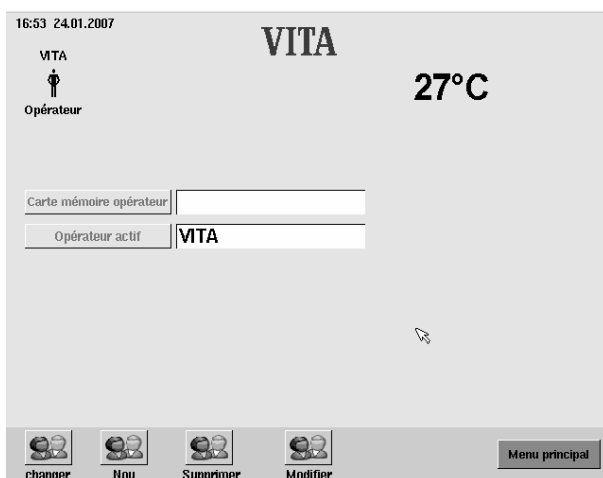 16:53 24.01.2007
VITA
VITA
27°C
Opérateur
Carte mémoire opérateur
Opérateur actif VITA
changer Nou Supprimer Modifier
Menu principal